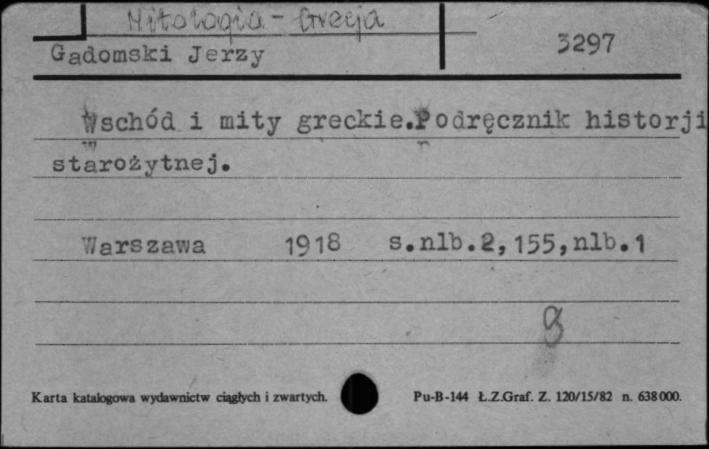 Mitologia - Grecja
Gadomski Jerzy
3297
Wschód i mity greckie. Podręcznik historji
starożytnej.
Warszawa 1918 s.nlb.2,155,nlb.1
8
Karta katalogowa wydawnictw ciągłych i zwartych.
Pu-B-144 Ł.Z.Graf. Z. 120/15/82 n. 638000.